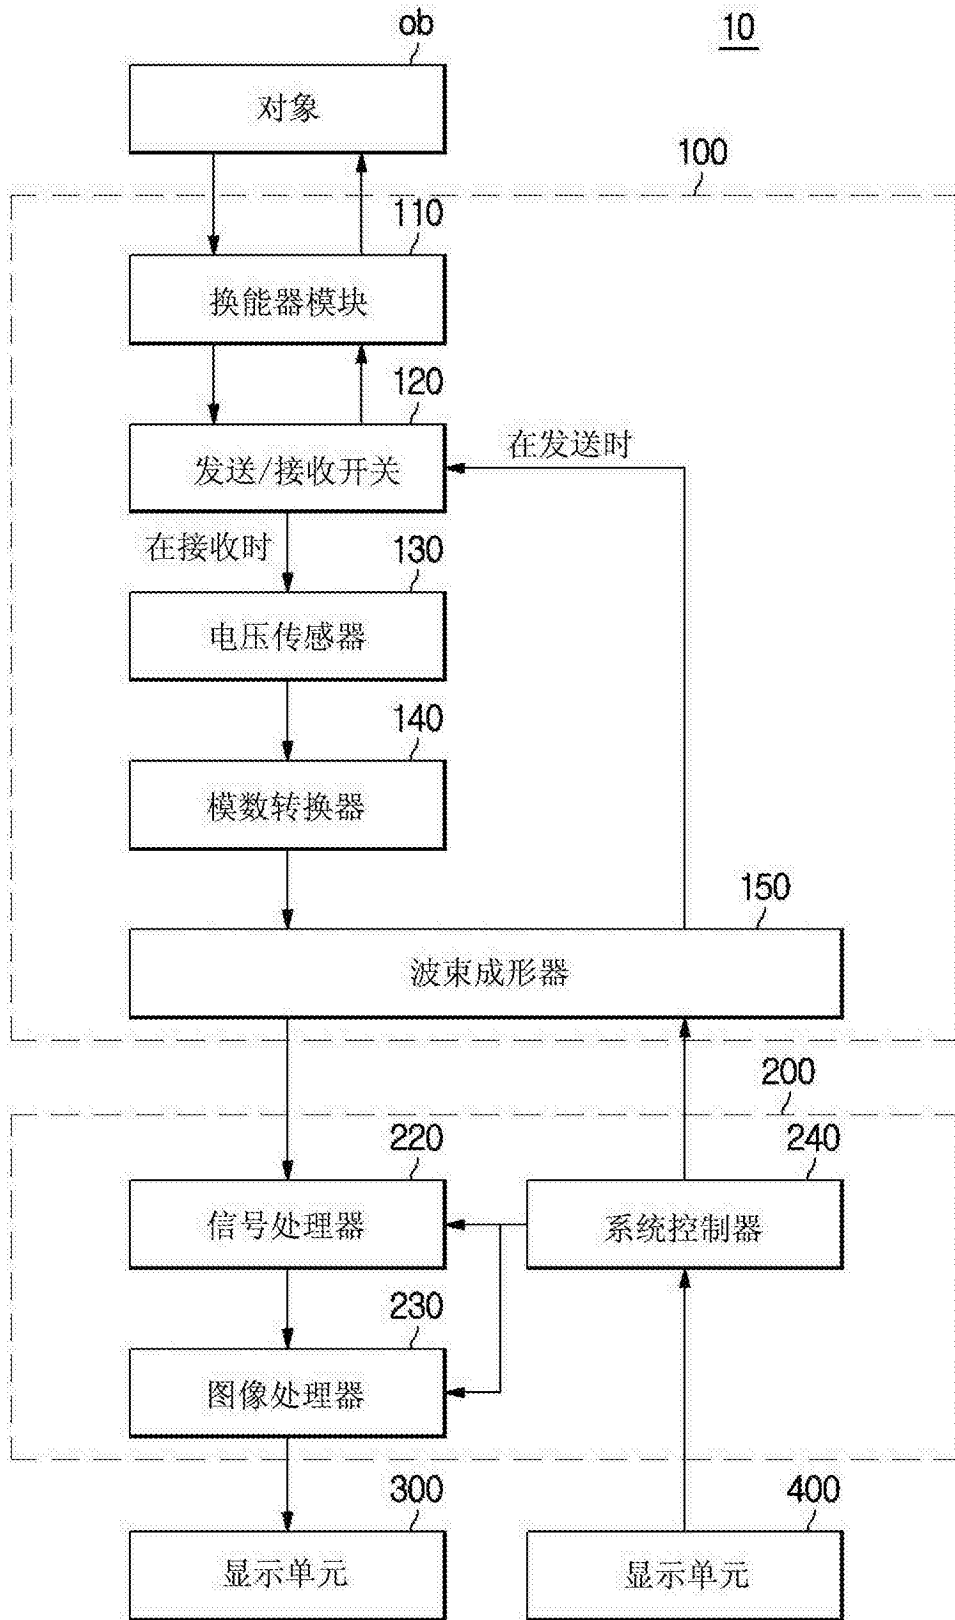 ob
10
对象
100
110
换能器模块
120
在发送时
发送/接收开关
在接收时
130
电压传感器
140
模数转换器
150
波束成形器
200
220
240
信号处理器
系统控制器
230
图像处理器
300
400
显示单元
显示单元